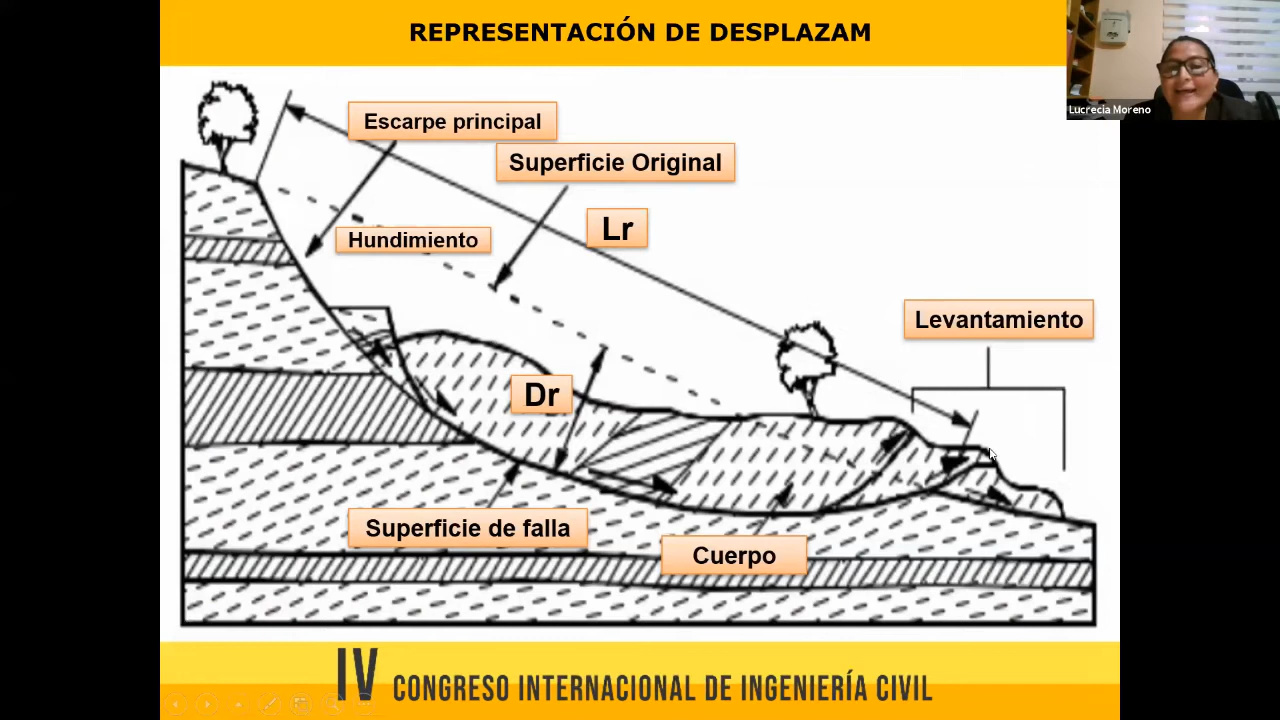 REPRESENTACIÓN DE DESPLAZAM
Lucrecia Moreno
Escarpe principal
Superficie Original
Lr
Hundimiento
Levantamiento
Dr
Superficie de falla
Cuerpo
IV CONGRESO INTERNACIONAL DE INGENIERÍA CIVIL